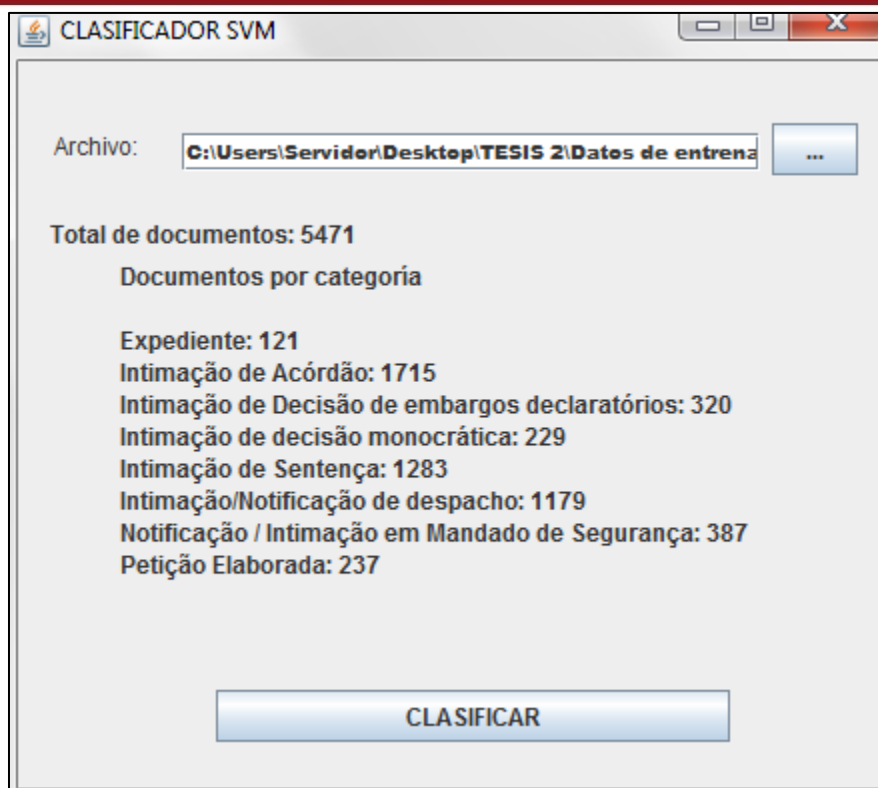 CLASIFICADOR SVM
Archivo: C:\Users\Servidor\Desktop\TESIS 2\Datos de entrena ...
Total de documentos: 5471
Documentos por categoría
Expediente: 121
Intimação de Acórdão: 1715
Intimação de Decisão de embargos declaratórios: 320
Intimação de decisão monocrática: 229
Intimação de Sentença: 1283
Intimação/Notificação de despacho: 1179
Notificação / Intimação em Mandado de Segurança: 387
Petição Elaborada: 237
CLASIFICAR